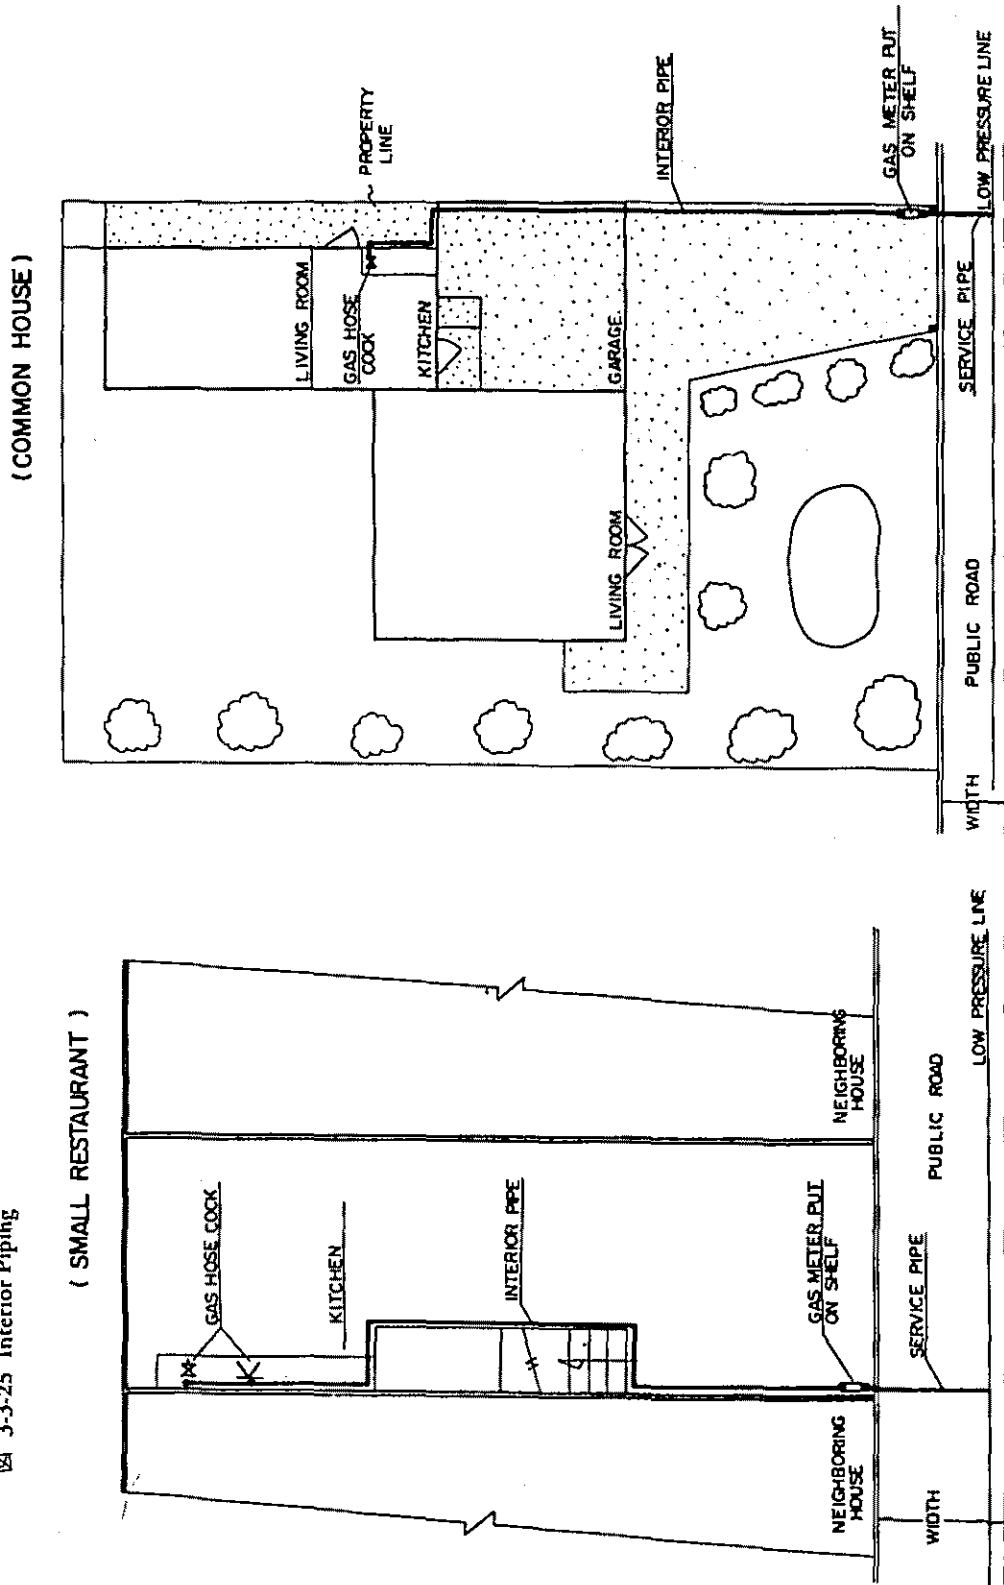 図 3-3-25 Interior Piping
( SMALL RESTAURANT )
GAS HOSE COCK
KITCHEN
INTERIOR PIPE
GAS METER PUT
ON SHELF
NEIGHBORING
HOUSE
NEIGHBORING
HOUSE
SERVICE PIPE
WIDTH
PUBLIC ROAD
LOW PRESSURE LINE
( COMMON HOUSE )
PROPERTY
LINE
LIVING ROOM
GAS HOSE
COCK
KITCHEN
GARAGE
LIVING ROOM
INTERIOR PIPE
GAS METER PUT
ON SHELF
SERVICE PIPE
WIDTH
PUBLIC ROAD
LOW PRESSURE LINE